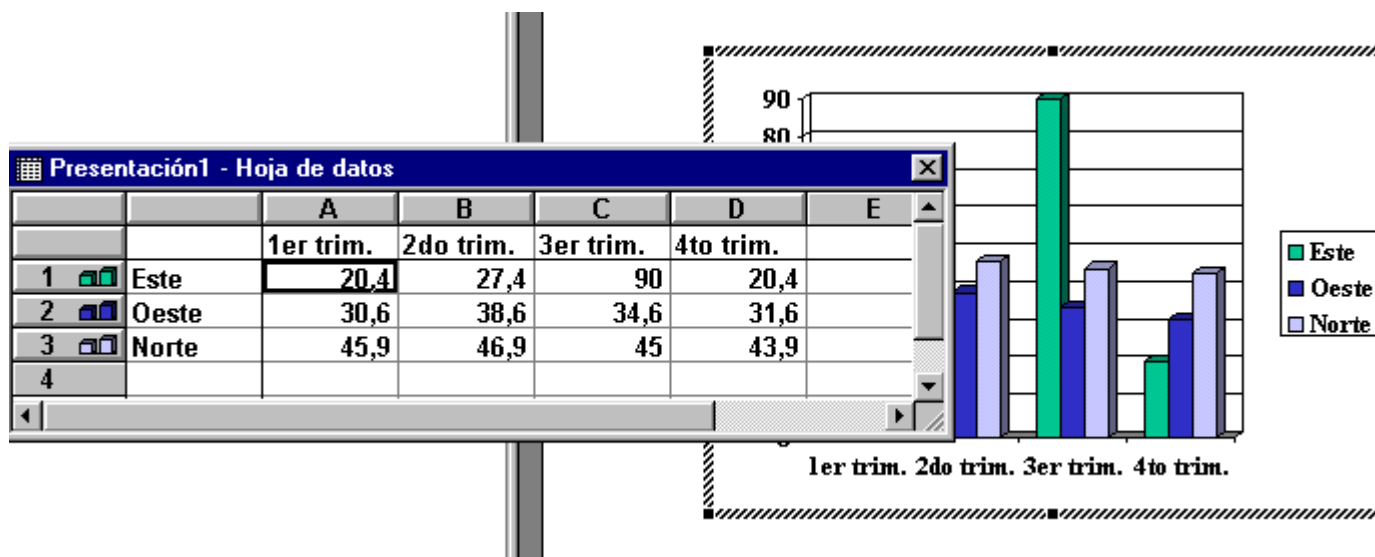 90
80
Presentación1 - Hoja de datos
A B C D E
1er trim. 2do trim. 3er trim. 4to trim.
1 Este 20,4 27,4 90 20,4
2 Oeste 30,6 38,6 34,6 31,6
3 Norte 45,9 46,9 45 43,9
4
Este
Oeste
Norte
1er trim. 2do trim. 3er trim. 4to trim.